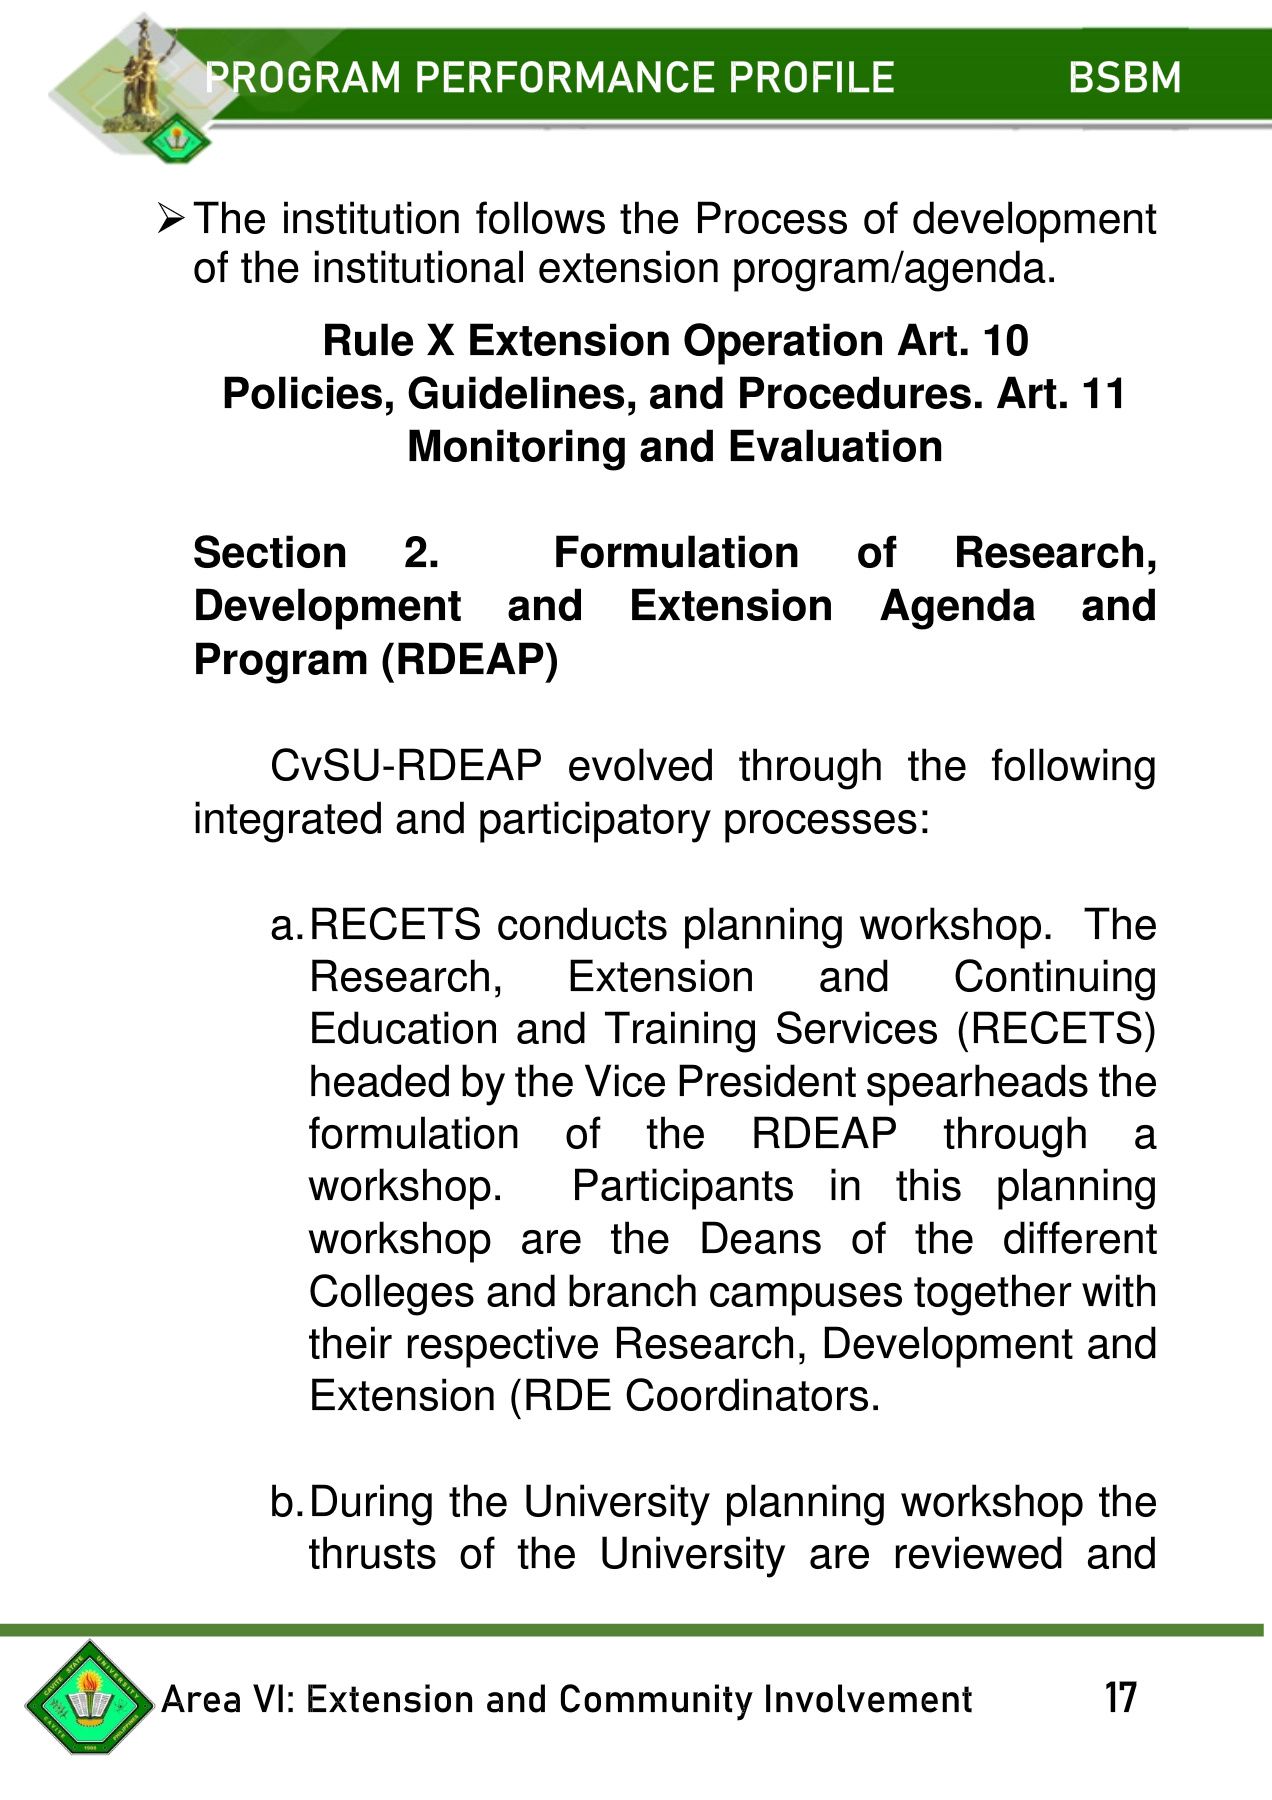 PROGRAM PERFORMANCE PROFILE BSBM
➢ The institution follows the Process of development
of the institutional extension program/agenda.
Rule X Extension Operation Art. 10
Policies, Guidelines, and Procedures. Art. 11
Monitoring and Evaluation
Section 2. Formulation of Research,
Development and Extension Agenda and
Program (RDEAP)
CvSU-RDEAP evolved through the following
integrated and participatory processes:
a. RECETS conducts planning workshop. The
Research, Extension and Continuing
Education and Training Services (RECETS)
headed by the Vice President spearheads the
formulation of the RDEAP through a
workshop. Participants in this planning
workshop are the Deans of the different
Colleges and branch campuses together with
their respective Research, Development and
Extension (RDE Coordinators.
b. During the University planning workshop the
thrusts of the University are reviewed and
CAVITE STATE UNIVERSITY
CAVITE PHILIPPINES
1906
Area VI: Extension and Community Involvement 17